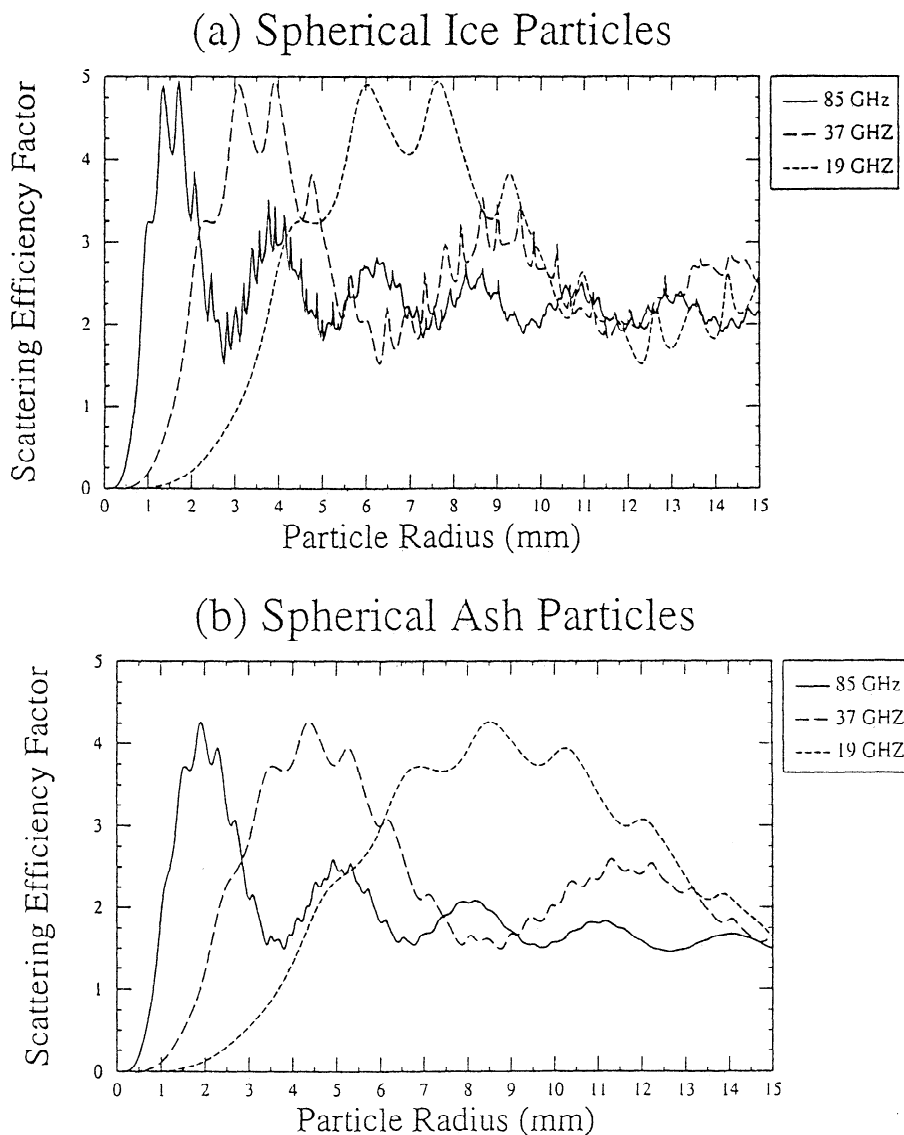 (a) Spherical Ice Particles
Scattering Efficiency Factor
5
4
3
2
1
0
0 1 2 3 4 5 6 7 8 9 10 11 12 13 14 15
Particle Radius (mm)
85 GHz
37 GHZ
19 GHZ
(b) Spherical Ash Particles
Scattering Efficiency Factor
5
4
3
2
1
0
0 1 2 3 4 5 6 7 8 9 10 11 12 13 14 15
Particle Radius (mm)
85 GHz
37 GHZ
19 GHZ